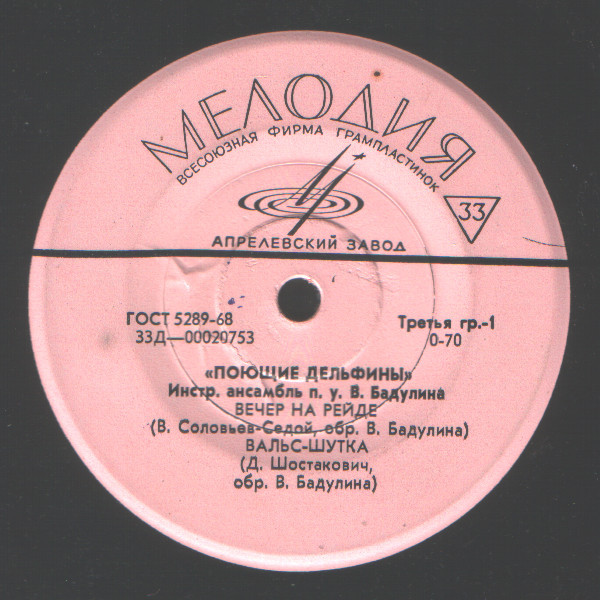 МЕЛОДИЯ
ВСЕСОЮЗНАЯ ФИРМА ГРАМПЛАСТИНОК
33
АПРЕЛЕВСКИЙ ЗАВОД
ГОСТ 5289-68
33Д—00020753
Третья гр.-1
0-70
«ПОЮЩИЕ ДЕЛЬФИНЫ»
Инстр. ансамбль п. у. В. Бадулина
ВЕЧЕР НА РЕЙДЕ
(В. Соловьев-Седой, обр. В. Бадулина)
ВАЛЬС-ШУТКА
(Д. Шостакович,
обр. В. Бадулина)